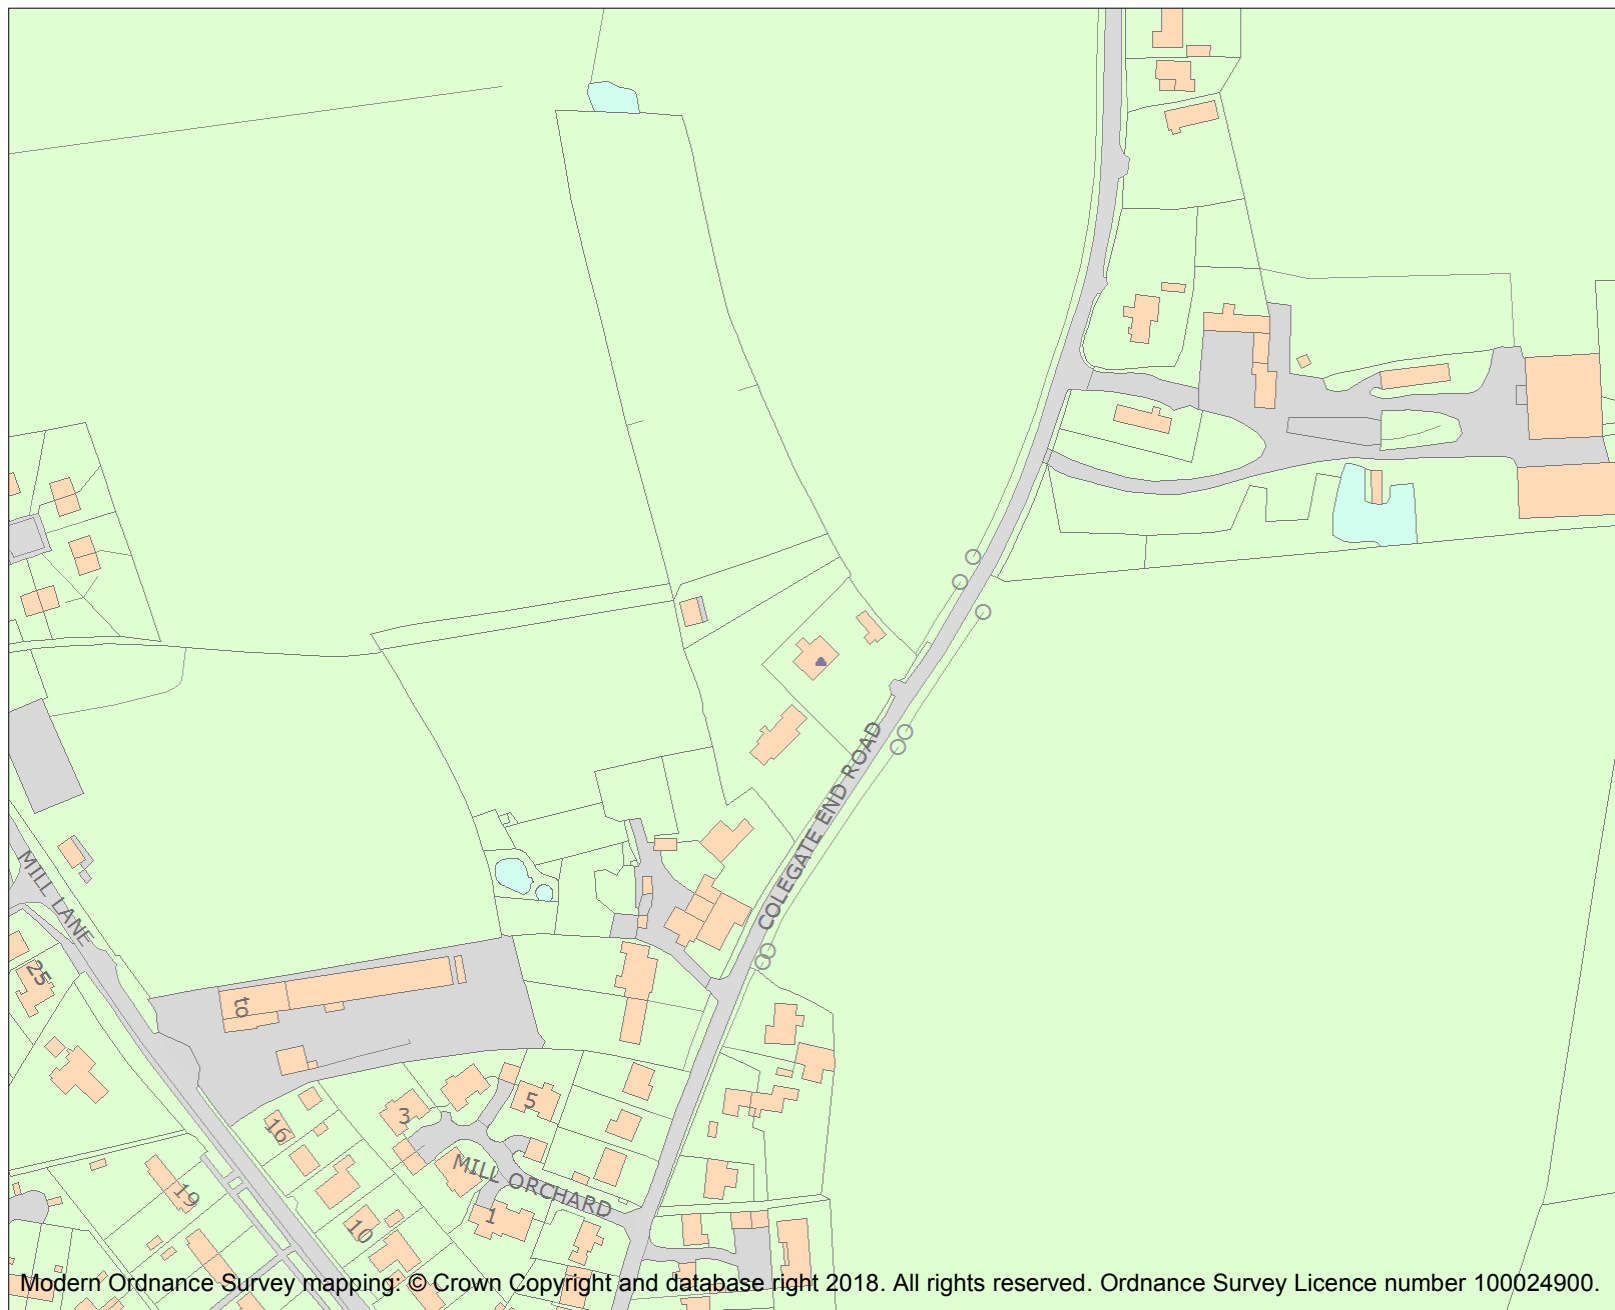 COLEGATE END ROAD
MILL LANE
25
to
3
5
16
MILL ORCHARD
19
1
10
Modern Ordnance Survey mapping: © Crown Copyright and database right 2018. All rights reserved. Ordnance Survey Licence number 100024900.